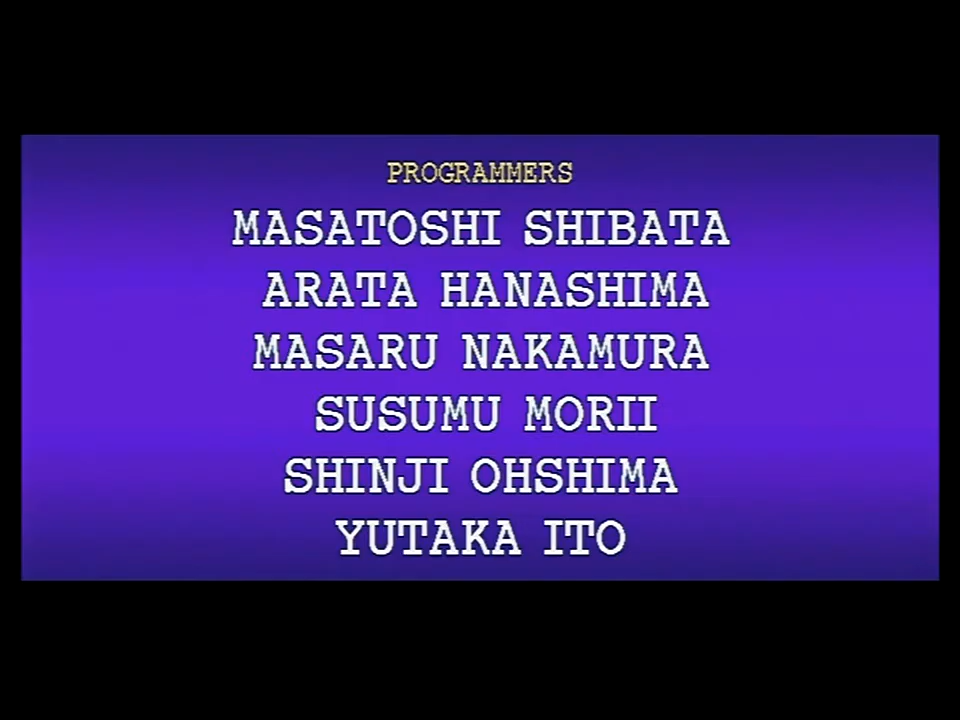 PROGRAMMERS
MASATOSHI SHIBATA
ARATA HANASHIMA
MASARU NAKAMURA
SUSUMU MORII
SHINJI OHSHIMA
YUTAKA ITO